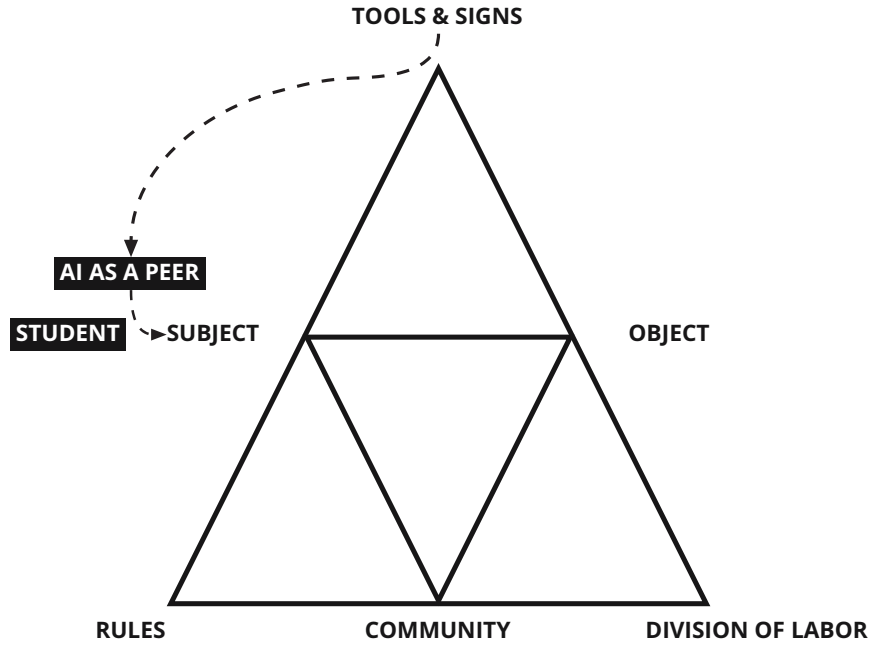 TOOLS & SIGNS
AI AS A PEER
STUDENT
SUBJECT
OBJECT
RULES
COMMUNITY
DIVISION OF LABOR